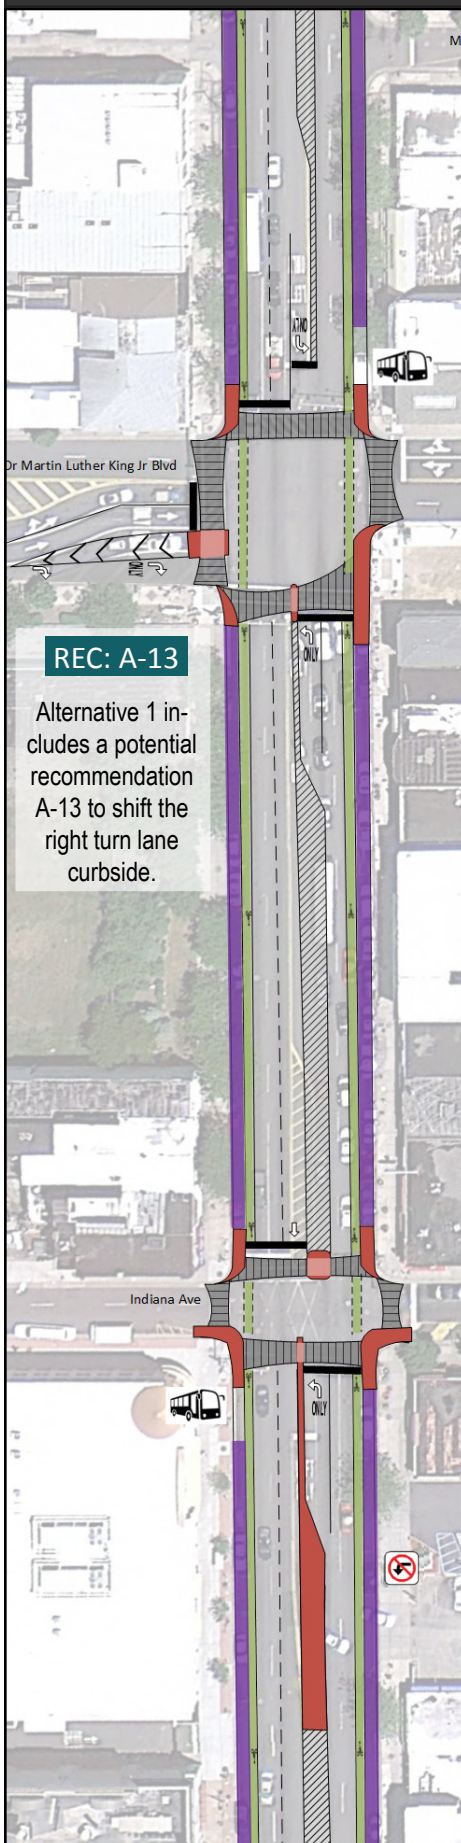 M
ONLY
Dr Martin Luther King Jr Blvd
ONLY
ONLY
REC: A-13
Alternative 1 in-
cludes a potential
recommendation
A-13 to shift the
right turn lane
curbside.
Indiana Ave
ONLY